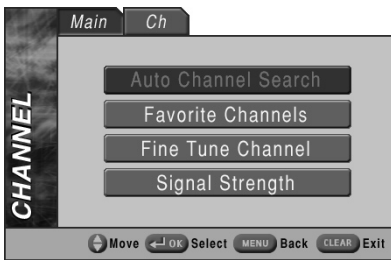 Main Ch
CHANNEL
Auto Channel Search
Favorite Channels
Fine Tune Channel
Signal Strength
Move OK Select MENU Back CLEAR Exit